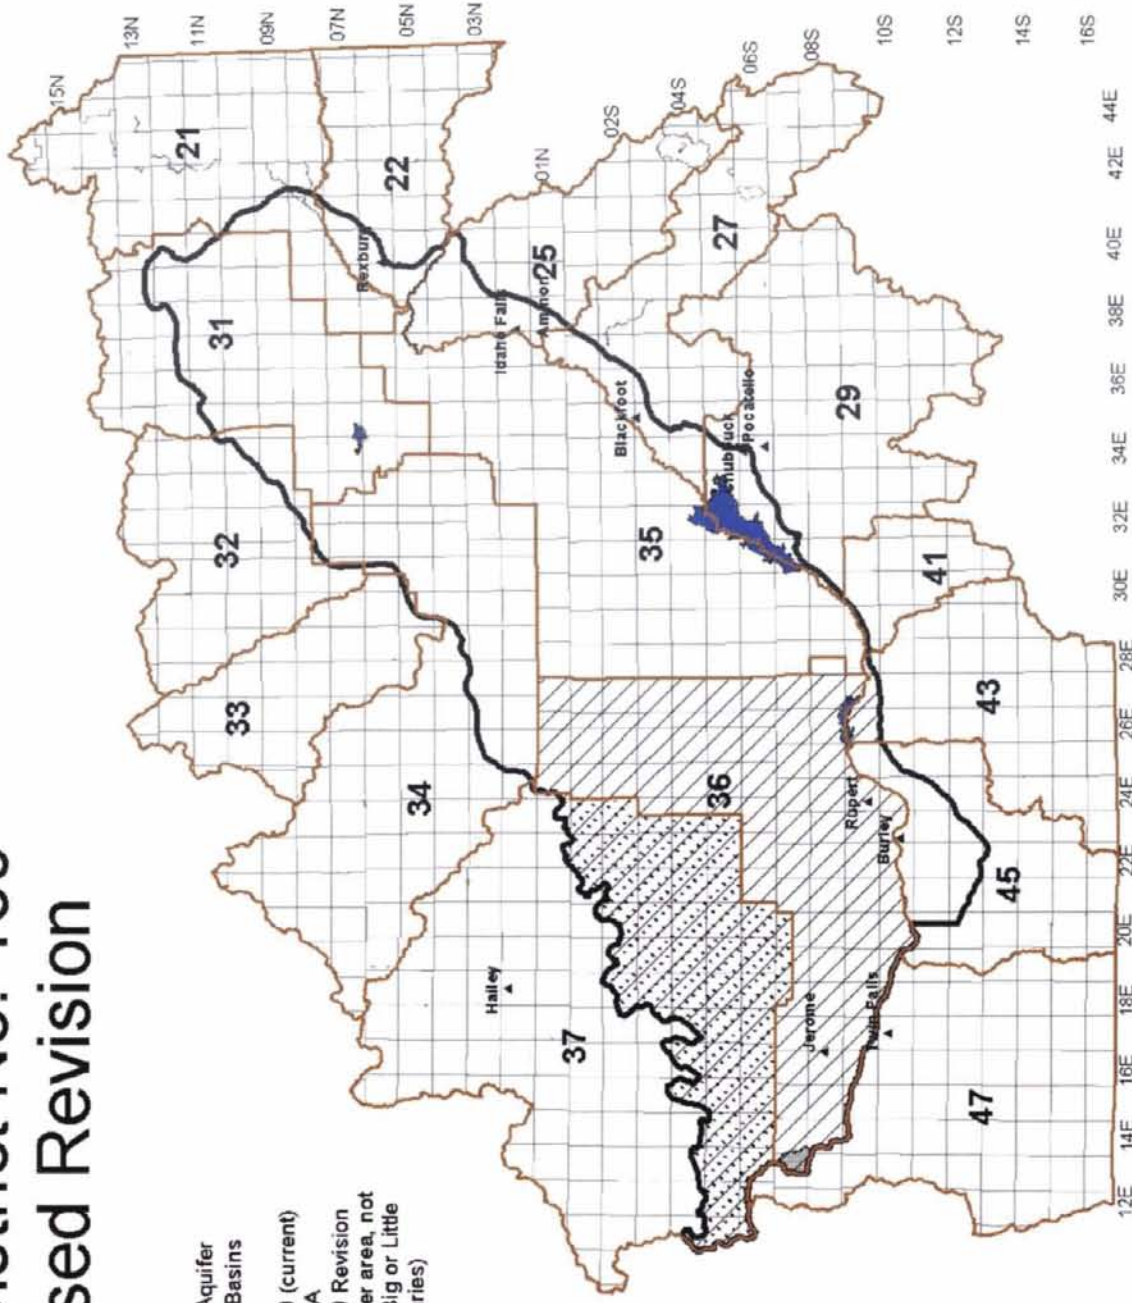 sed Revision
Aquifer
Basins
(current)
A
) Revision
er area, not
Big or Little
ries)
15N
13N
11N
09N
07N
05N
03N
01N
02S
04S
06S
08S
10S
12S
14S
16S
21
22
31
32
33
34
25
27
35
29
36
37
41
43
45
47
Rexburg
Idaho Falls
Ammon
Blackfoot
Chubbuck
Pocatello
Hailey
Rupert
Burley
Jerome
Twin Falls
12E
14E
16E
18E
20E
22E
24E
26E
28E
30E
32E
34E
36E
38E
40E
42E
44E